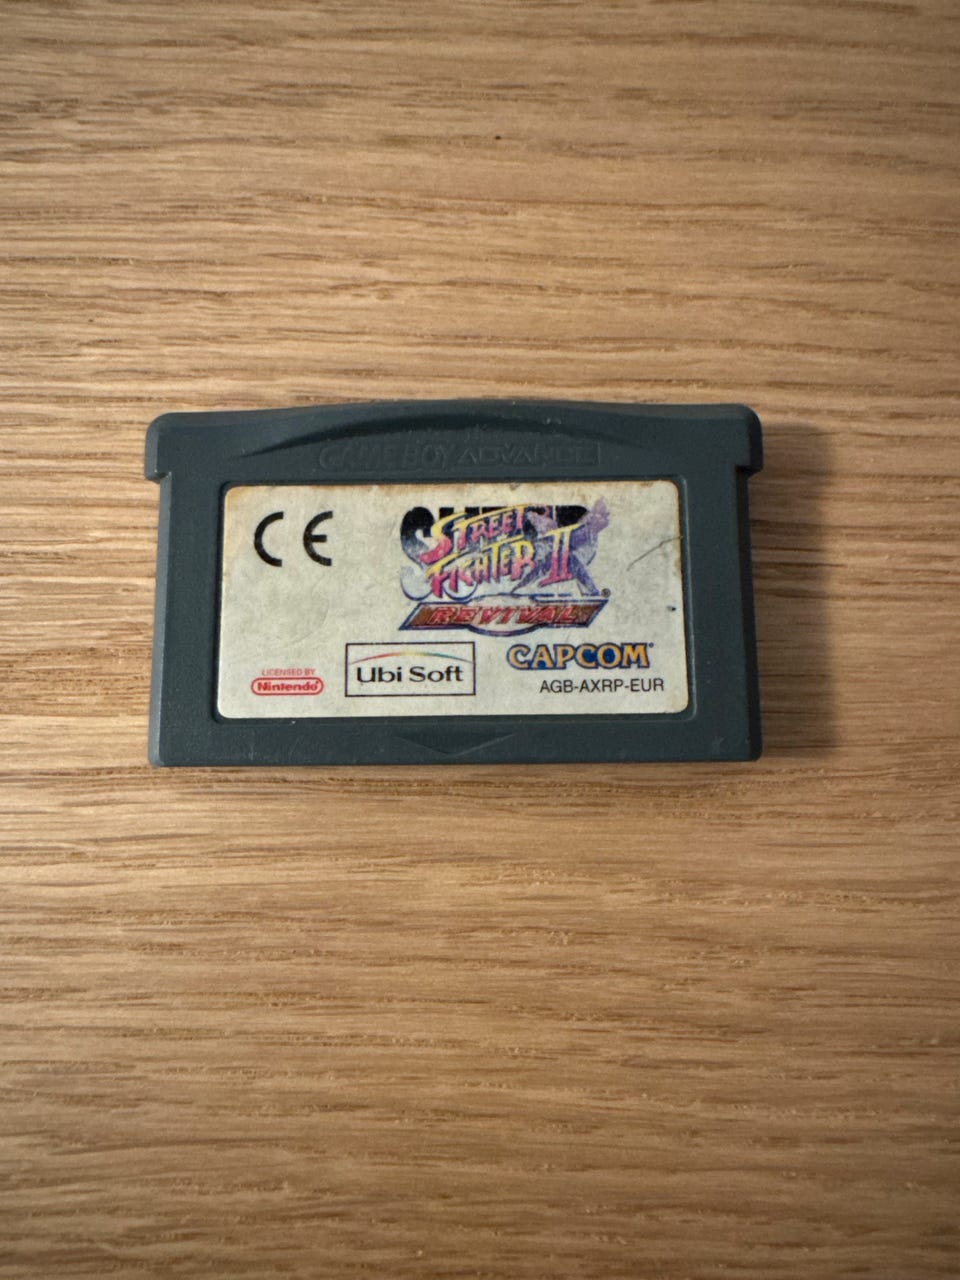 GAME BOY ADVANCE
CE
SUPER
STREET
FIGHTER II
X
®
REVIVAL
LICENSED BY
Nintendo
Ubi Soft
CAPCOM
AGB-AXRP-EUR